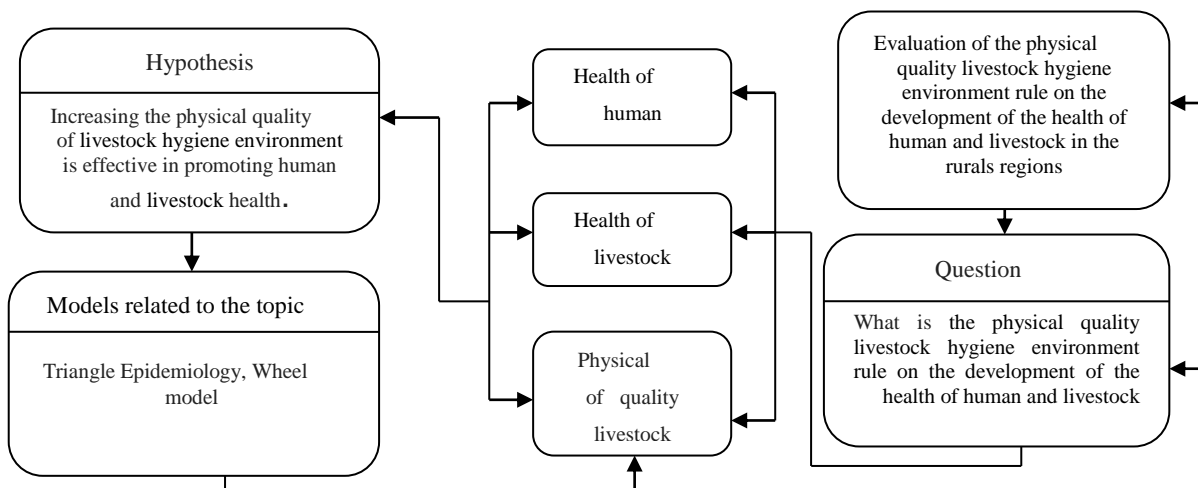 Hypothesis
Increasing the physical quality
of livestock hygiene environment
is effective in promoting human
and livestock health.
Models related to the topic
Triangle Epidemiology, Wheel
model
Health of
human
Health of
livestock
Physical
of quality
livestock
Evaluation of the physical
quality livestock hygiene
environment rule on the
development of the health of
human and livestock in the
rurals regions
Question
What is the physical quality
livestock hygiene environment
rule on the development of the
health of human and livestock